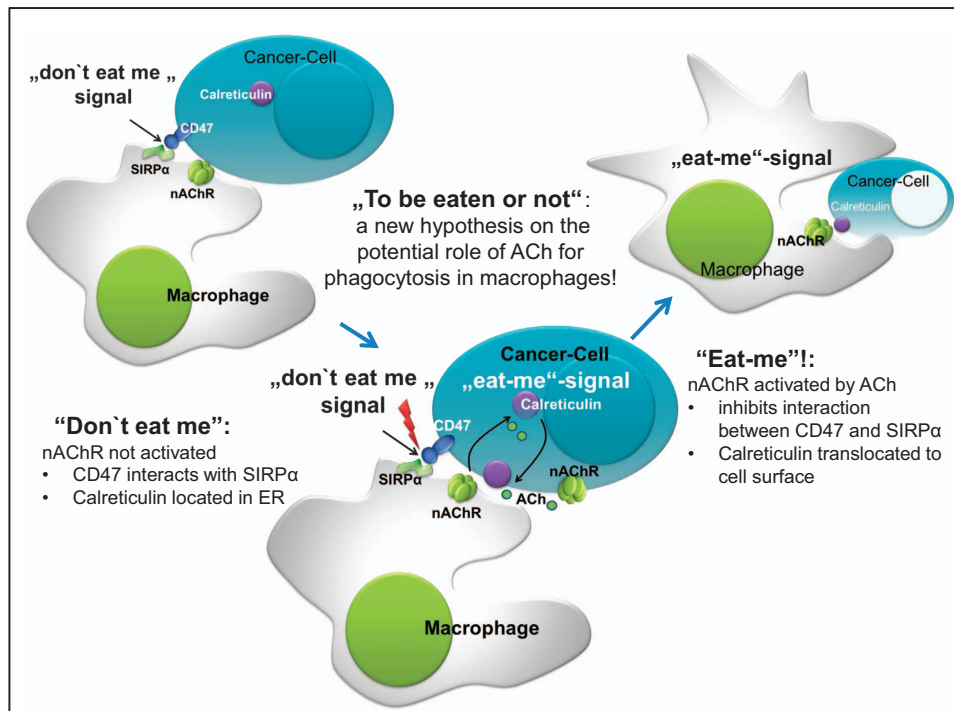 Cancer-Cell
„don`t eat me „
signal
Calreticulin
CD47
SIRPα
nAChR
Macrophage
„To be eaten or not“:
a new hypothesis on the
potential role of ACh for
phagocytosis in macrophages!
„eat-me“-signal
Cancer-Cell
Calreticulin
nAChR
Macrophage
“Don`t eat me”:
nAChR not activated
• CD47 interacts with SIRPα
• Calreticulin located in ER
Cancer-Cell
„eat-me“-signal
„don`t eat me „
signal
Calreticulin
CD47
SIRPα
nAChR
nAChR
ACh
Macrophage
“Eat-me”!:
nAChR activated by ACh
• inhibits interaction
between CD47 and SIRPα
• Calreticulin translocated to
cell surface